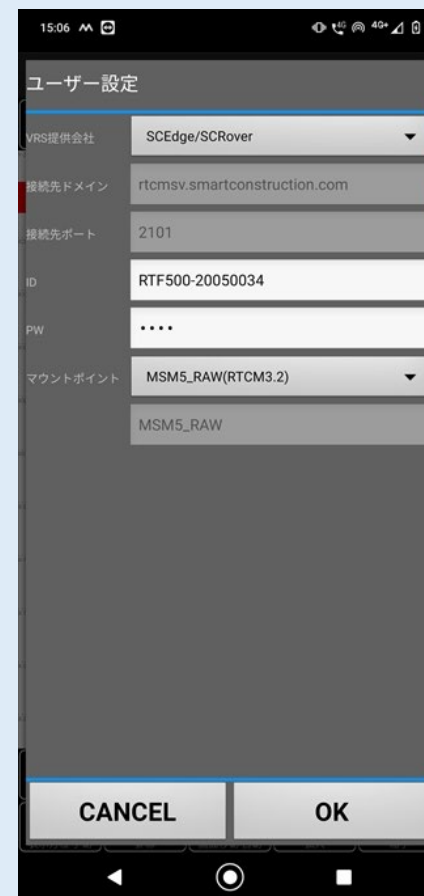 15:06
4G 4G+
ユーザー設定
VRS提供会社 SCEdge/SCRover
接続先ドメイン rtcmsv.smartconstruction.com
接続先ポート 2101
ID RTF500-20050034
PW ････
マウントポイント MSM5_RAW(RTCM3.2)
MSM5_RAW
CANCEL OK